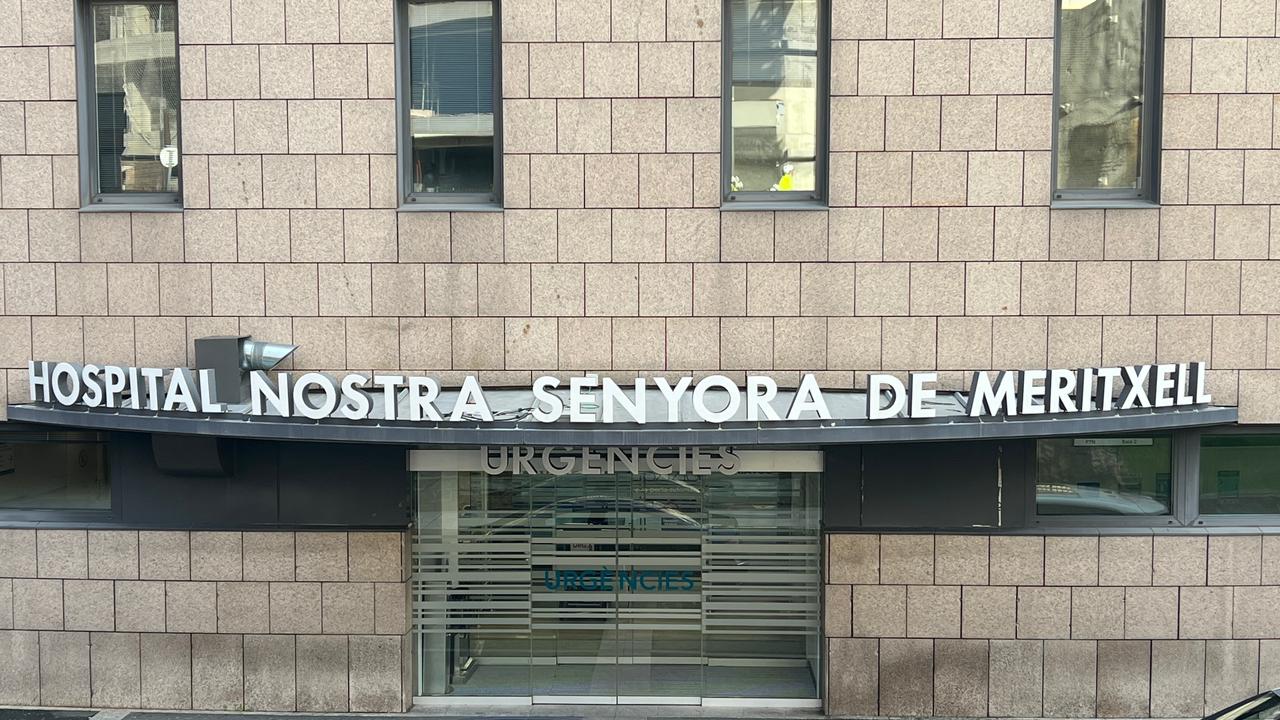 HOSPITAL NOSTRA SENYORA DE MERITXELL
URGÈNCIES
URGÈNCIES